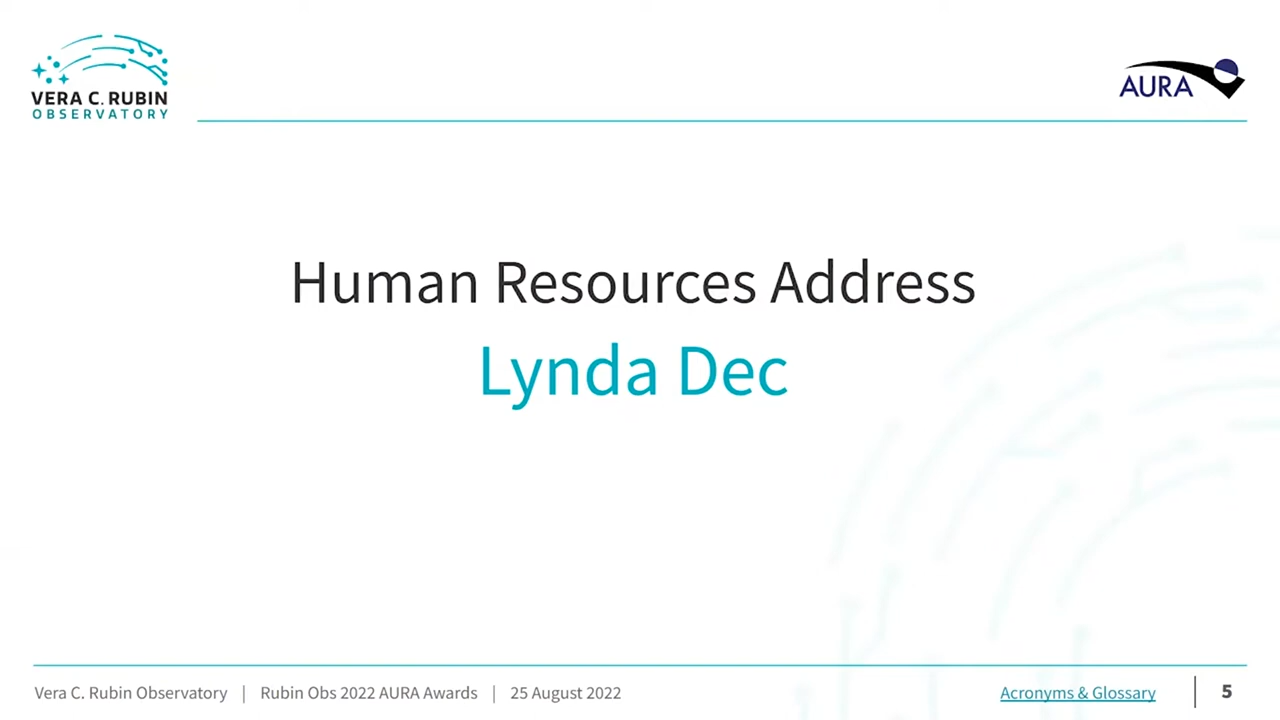 VERA C. RUBIN
OBSERVATORY
AURA
Human Resources Address
Lynda Dec
Vera C. Rubin Observatory | Rubin Obs 2022 AURA Awards | 25 August 2022
Acronyms & Glossary | 5